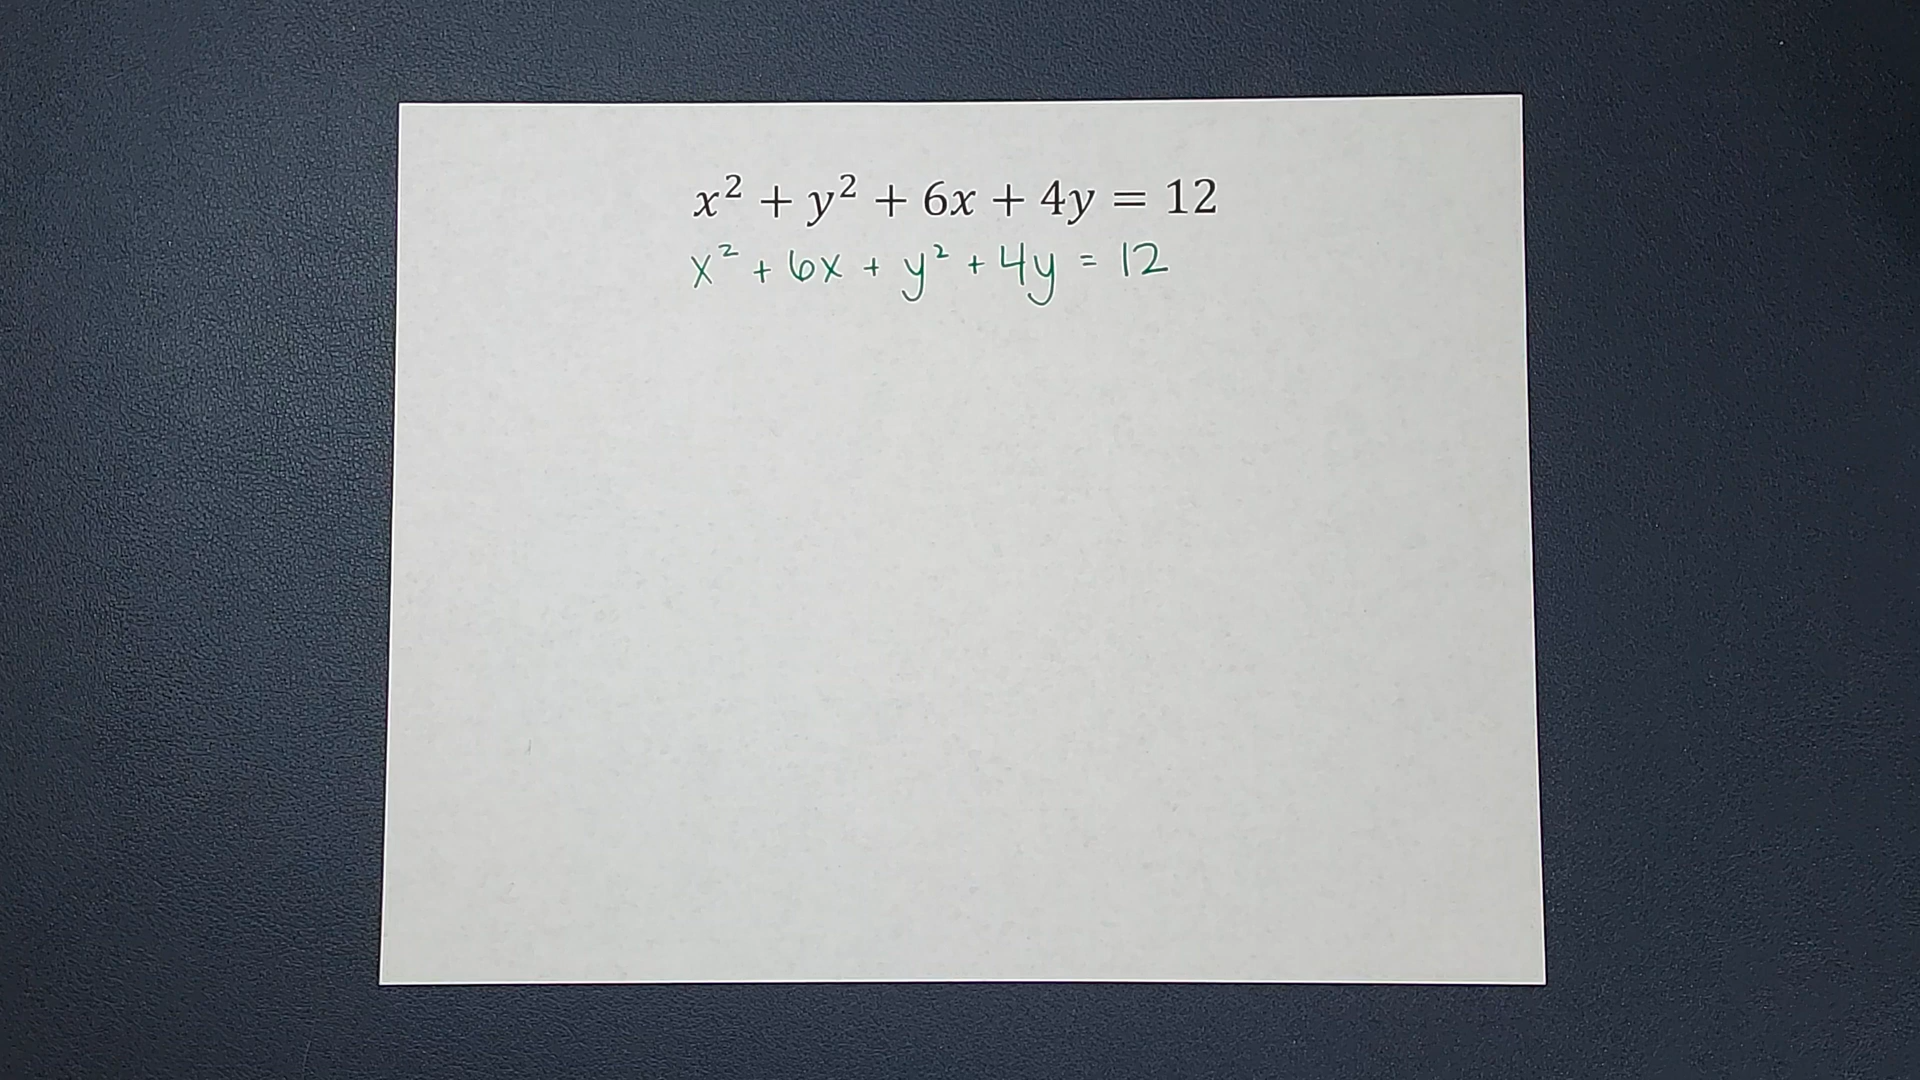 x² + y² + 6x + 4y = 12
x² + 6x + y² + 4y = 12